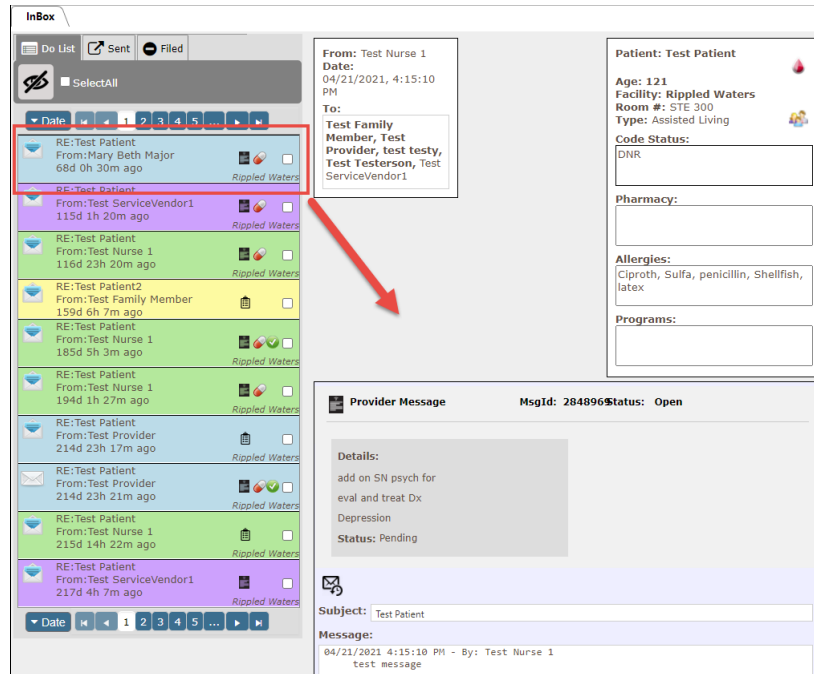 InBox
Do List Sent Filed
SelectAll
Date 1 2 3 4 5 ...
RE:Test Patient
From:Mary Beth Major
68d 0h 30m ago
Rippled Waters
RE:Test Patient
From:Test ServiceVendor1
115d 1h 20m ago
Rippled Waters
RE:Test Patient
From:Test Nurse 1
116d 23h 20m ago
Rippled Waters
RE:Test Patient2
From:Test Family Member
159d 6h 7m ago
RE:Test Patient
From:Test Nurse 1
185d 5h 3m ago
Rippled Waters
RE:Test Patient
From:Test Nurse 1
194d 1h 27m ago
Rippled Waters
RE:Test Patient
From:Test Provider
214d 23h 17m ago
Rippled Waters
RE:Test Patient
From:Test Provider
214d 23h 21m ago
Rippled Waters
RE:Test Patient
From:Test Nurse 1
215d 14h 22m ago
Rippled Waters
RE:Test Patient
From:Test ServiceVendor1
217d 4h 7m ago
Rippled Waters
Date 1 2 3 4 5 ...
From: Test Nurse 1
Date:
04/21/2021, 4:15:10
PM
To:
Test Family
Member, Test
Provider, test testy,
Test Testerson, Test
ServiceVendor1
Patient: Test Patient
Age: 121
Facility: Rippled Waters
Room #: STE 300
Type: Assisted Living
Code Status:
DNR
Pharmacy:
Allergies:
Ciproth, Sulfa, penicillin, Shellfish,
latex
Programs:
Provider Message MsgId: 2848969 Status: Open
Details:
add on SN psych for
eval and treat Dx
Depression
Status: Pending
Subject: Test Patient
Message:
04/21/2021 4:15:10 PM - By: Test Nurse 1
test message